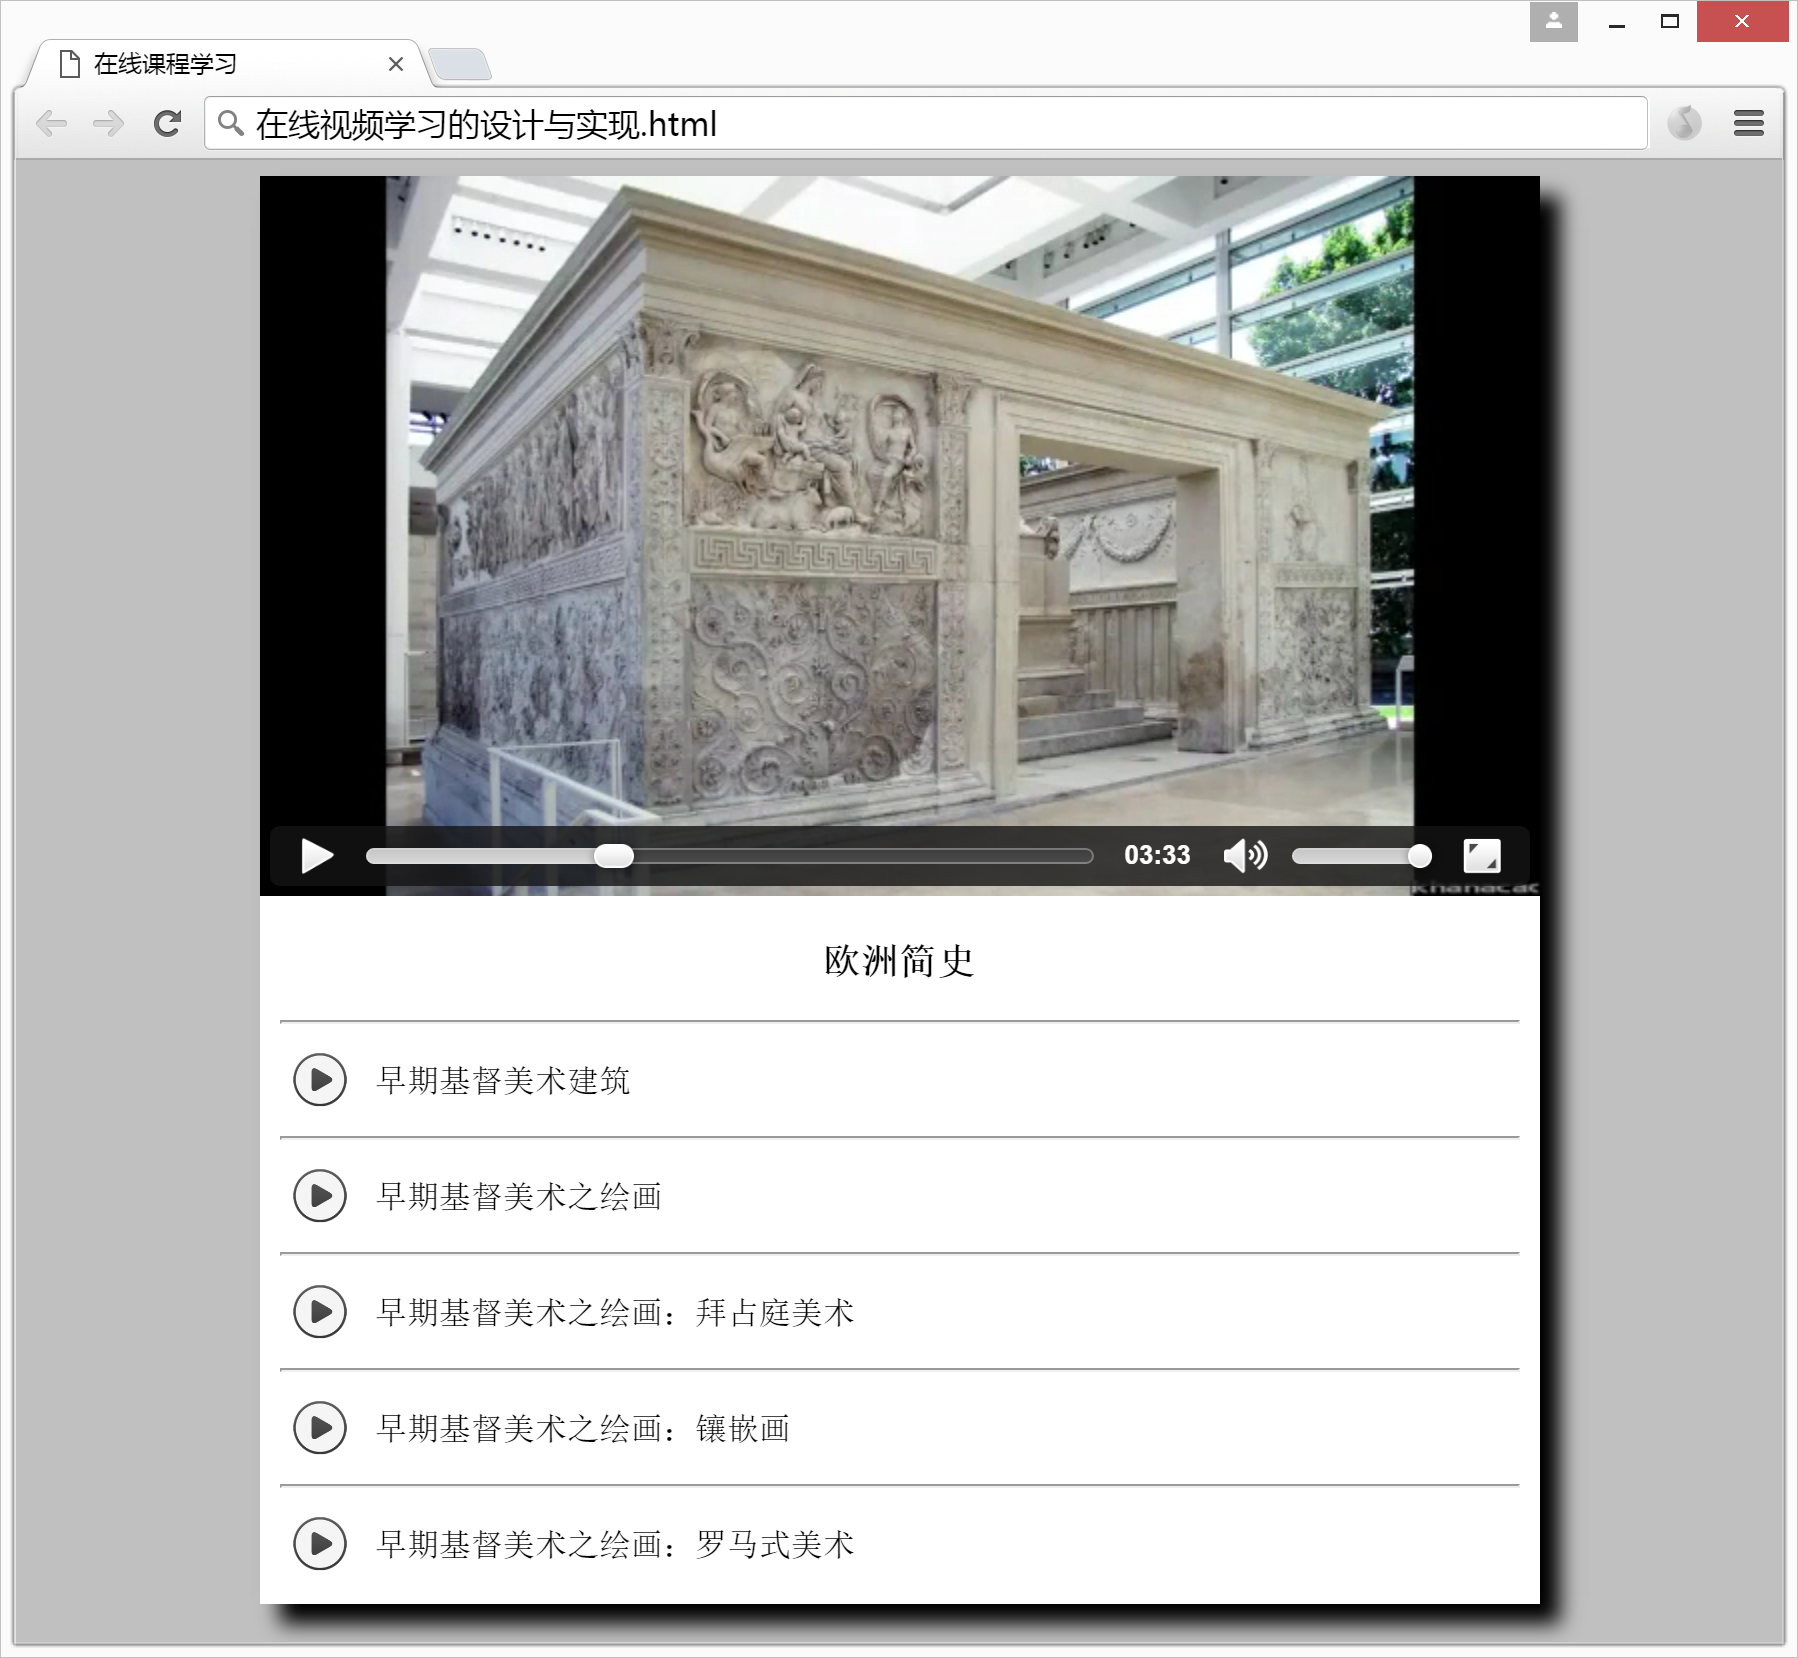 在线课程学习
在线视频学习的设计与实现.html
03:33
欧洲简史
早期基督美术建筑
早期基督美术之绘画
早期基督美术之绘画：拜占庭美术
早期基督美术之绘画：镶嵌画
早期基督美术之绘画：罗马式美术